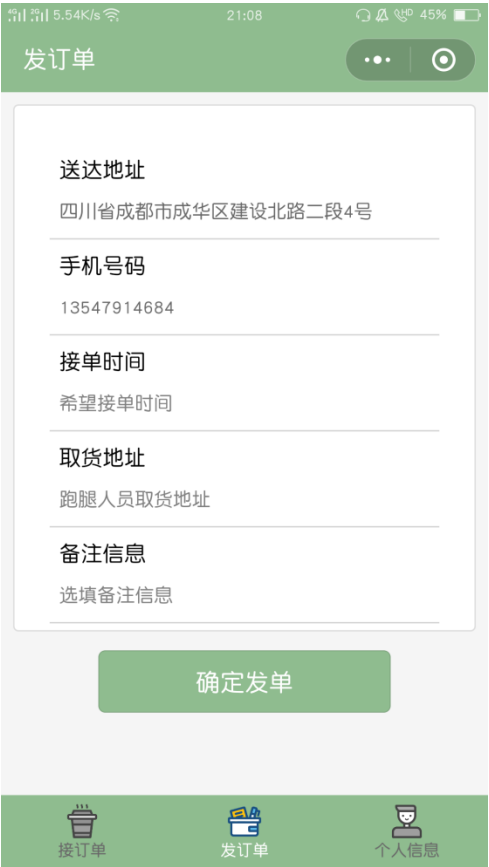 4G 2G 5.54K/s 21:08 HD 45%
发订单
送达地址
四川省成都市成华区建设北路二段4号
手机号码
13547914684
接单时间
希望接单时间
取货地址
跑腿人员取货地址
备注信息
选填备注信息
确定发单
接订单 发订单 个人信息